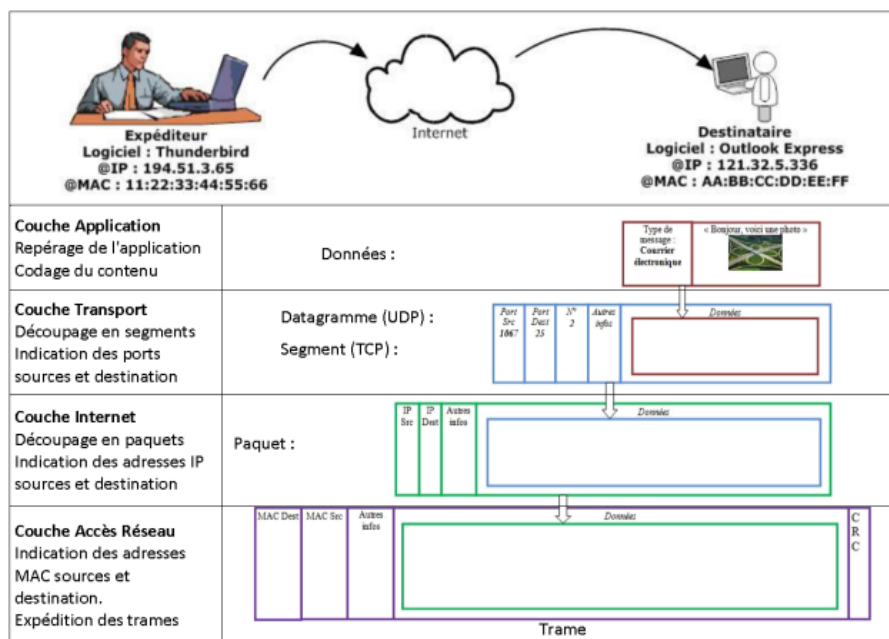 Expéditeur
Logiciel : Thunderbird
@IP : 194.51.3.65
@MAC : 11:22:33:44:55:66
Internet
Destinataire
Logiciel : Outlook Express
@IP : 121.32.5.336
@MAC : AA:BB:CC:DD:EE:FF
Couche Application
Repérage de l'application
Codage du contenu
Données :
Type de
message :
Courrier
électronique
« Bonjour, voici une photo »
Couche Transport
Découpage en segments
Indication des ports
sources et destination
Datagramme (UDP) :
Segment (TCP) :
Port
Src
1067
Port
Dest
25
N°
2
Autres
infos
Données
Couche Internet
Découpage en paquets
Indication des adresses IP
sources et destination
Paquet :
IP
Src
IP
Dest
Autres
infos
Données
Couche Accès Réseau
Indication des adresses
MAC sources et
destination.
Expédition des trames
MAC Dest
MAC Src
Autres
infos
Données
C
R
C
Trame